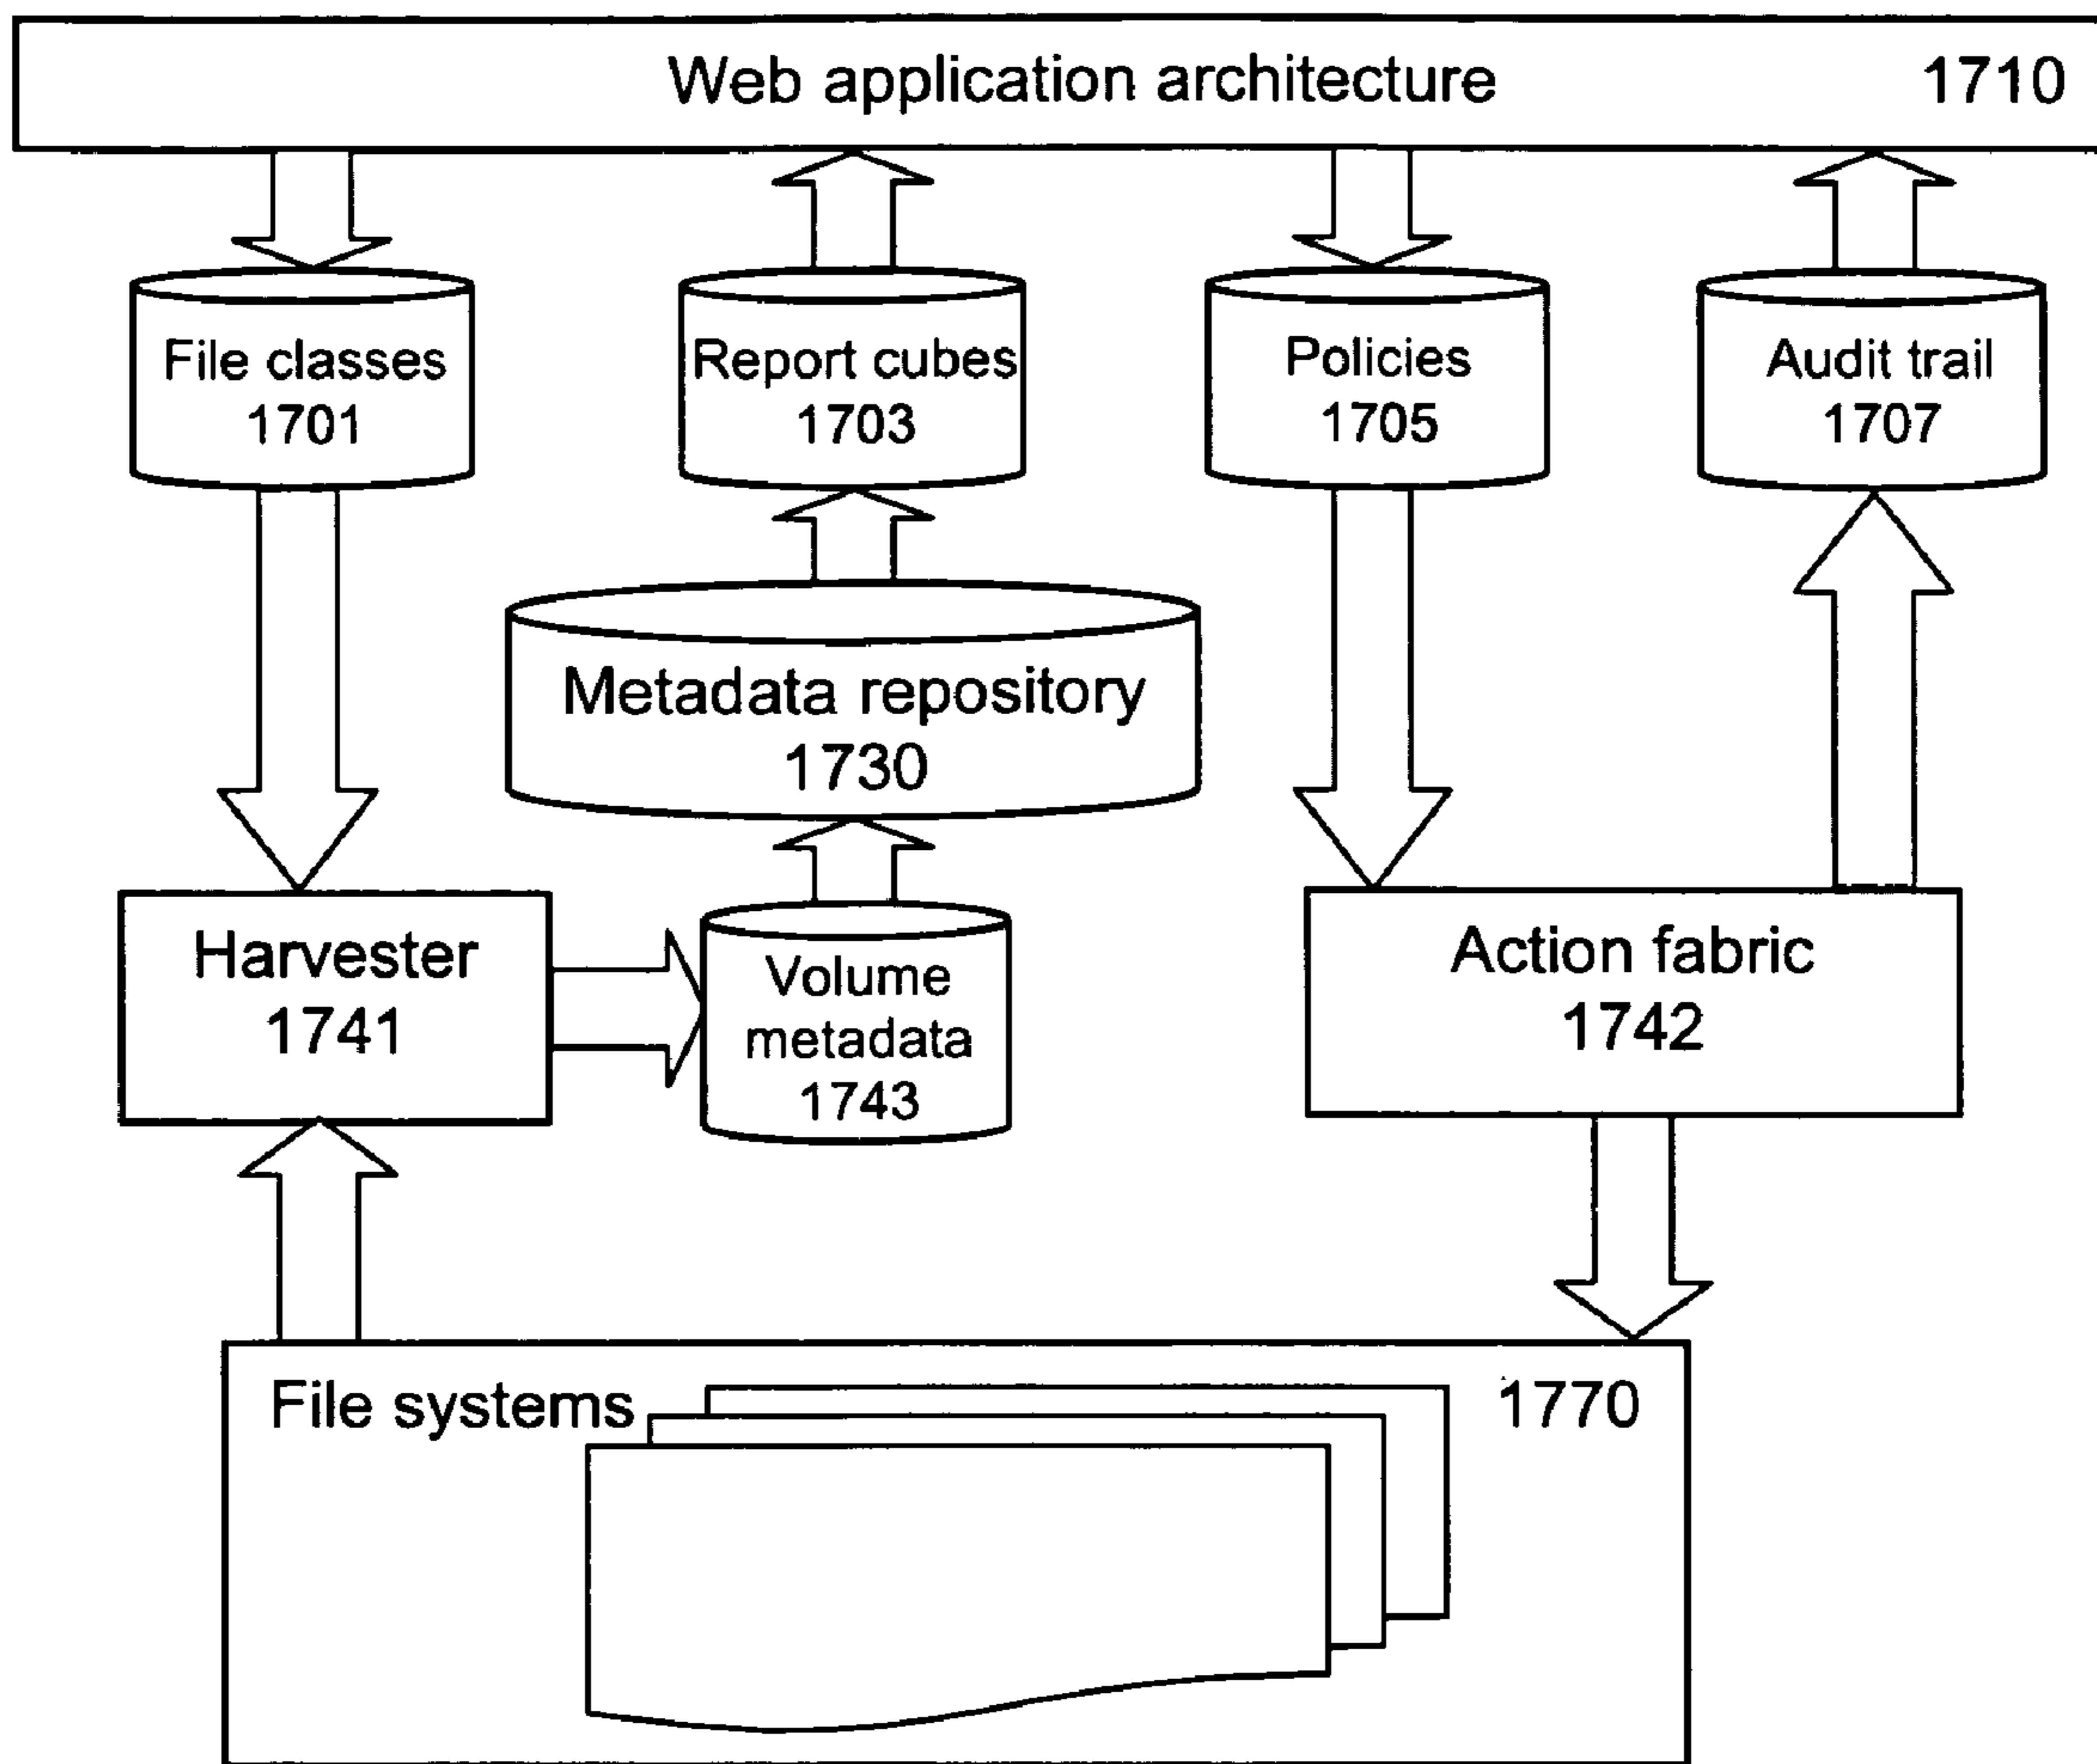 Web application architecture 1710
File classes
1701
Report cubes
1703
Policies
1705
Audit trail
1707
Metadata repository
1730
Harvester
1741
Volume
metadata
1743
Action fabric
1742
File systems 1770